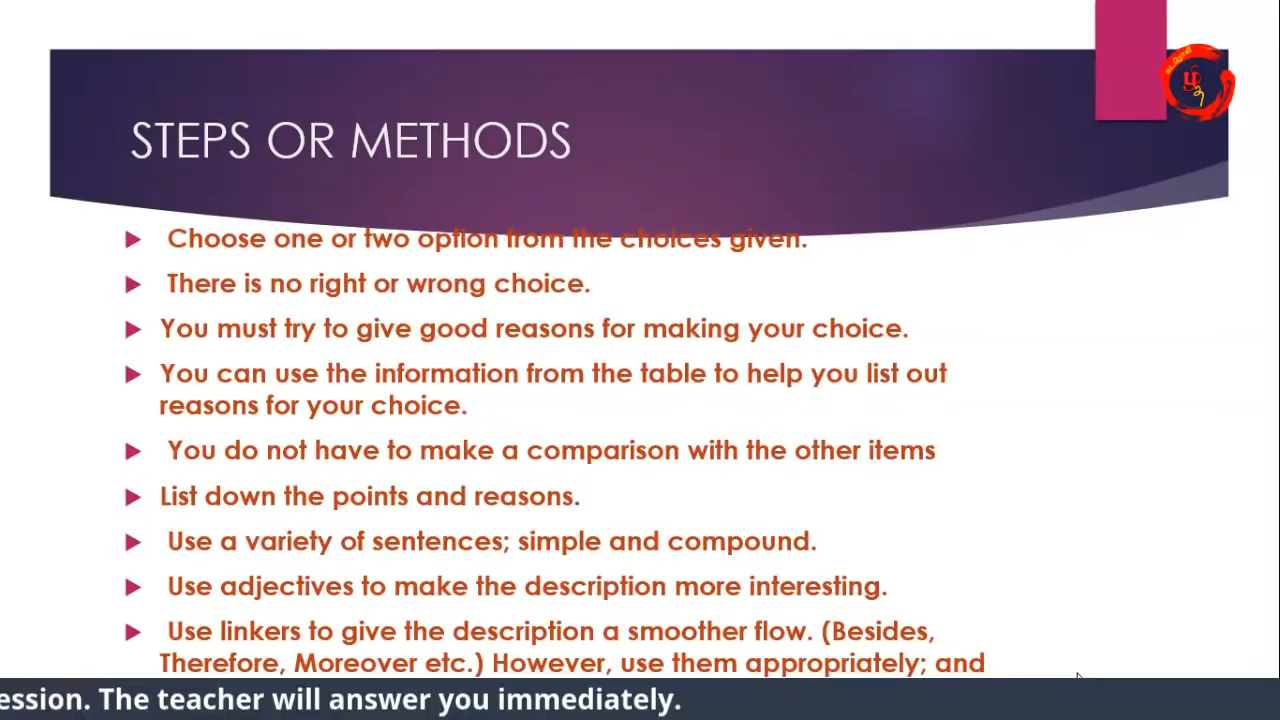 STEPS OR METHODS
Choose one or two option from the choices given.
There is no right or wrong choice.
You must try to give good reasons for making your choice.
You can use the information from the table to help you list out
reasons for your choice.
You do not have to make a comparison with the other items
List down the points and reasons.
Use a variety of sentences; simple and compound.
Use adjectives to make the description more interesting.
Use linkers to give the description a smoother flow. (Besides,
Therefore, Moreover etc.) However, use them appropriately; and
ession. The teacher will answer you immediately.